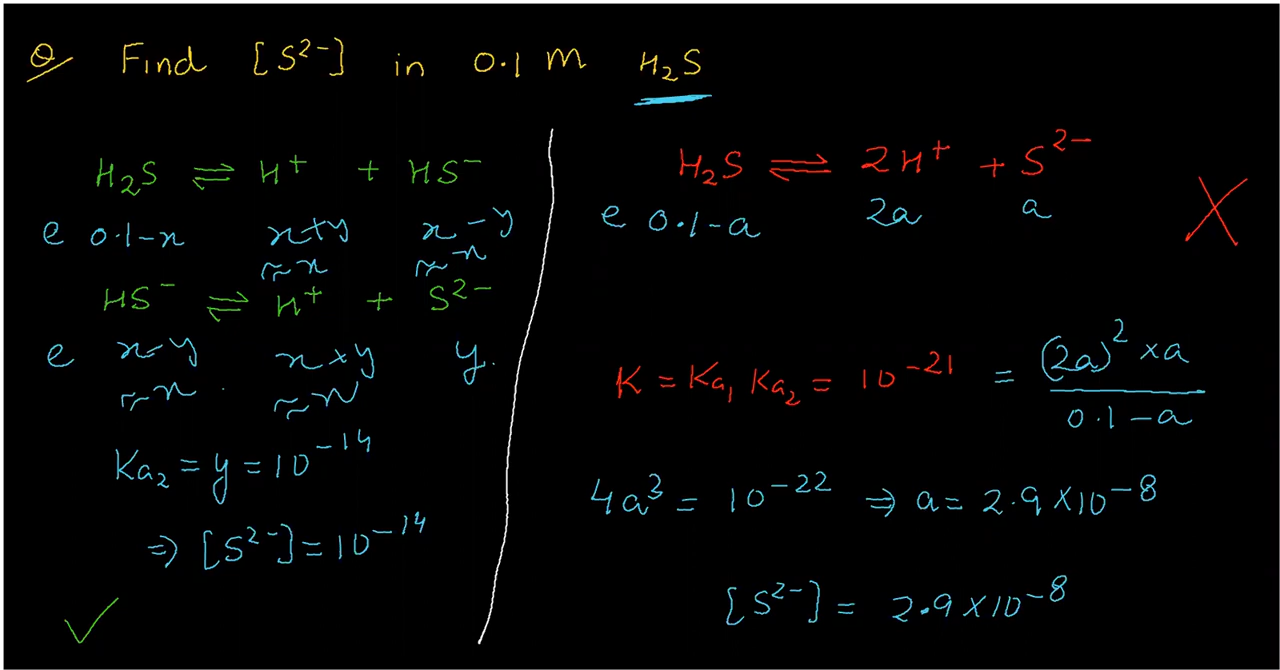 Q/ Find [S²⁻] in 0.1 M H₂S
H₂S ⇌ H⁺ + HS⁻
e 0.1-x x+y x-y
≈x ≈x
HS⁻ ⇌ H⁺ + S²⁻
e x-y x+y y.
≈x ≈x
Ka₂ = y = 10⁻¹⁴
⇒ [S²⁻] = 10⁻¹⁴
✓
H₂S ⇌ 2H⁺ + S²⁻
e 0.1-a 2a a
X
K = Ka₁ Ka₂ = 10⁻²¹ = (2a)² × a / 0.1-a
4a³ = 10⁻²² ⇒ a = 2.9 × 10⁻⁸
[S²⁻] = 2.9 × 10⁻⁸